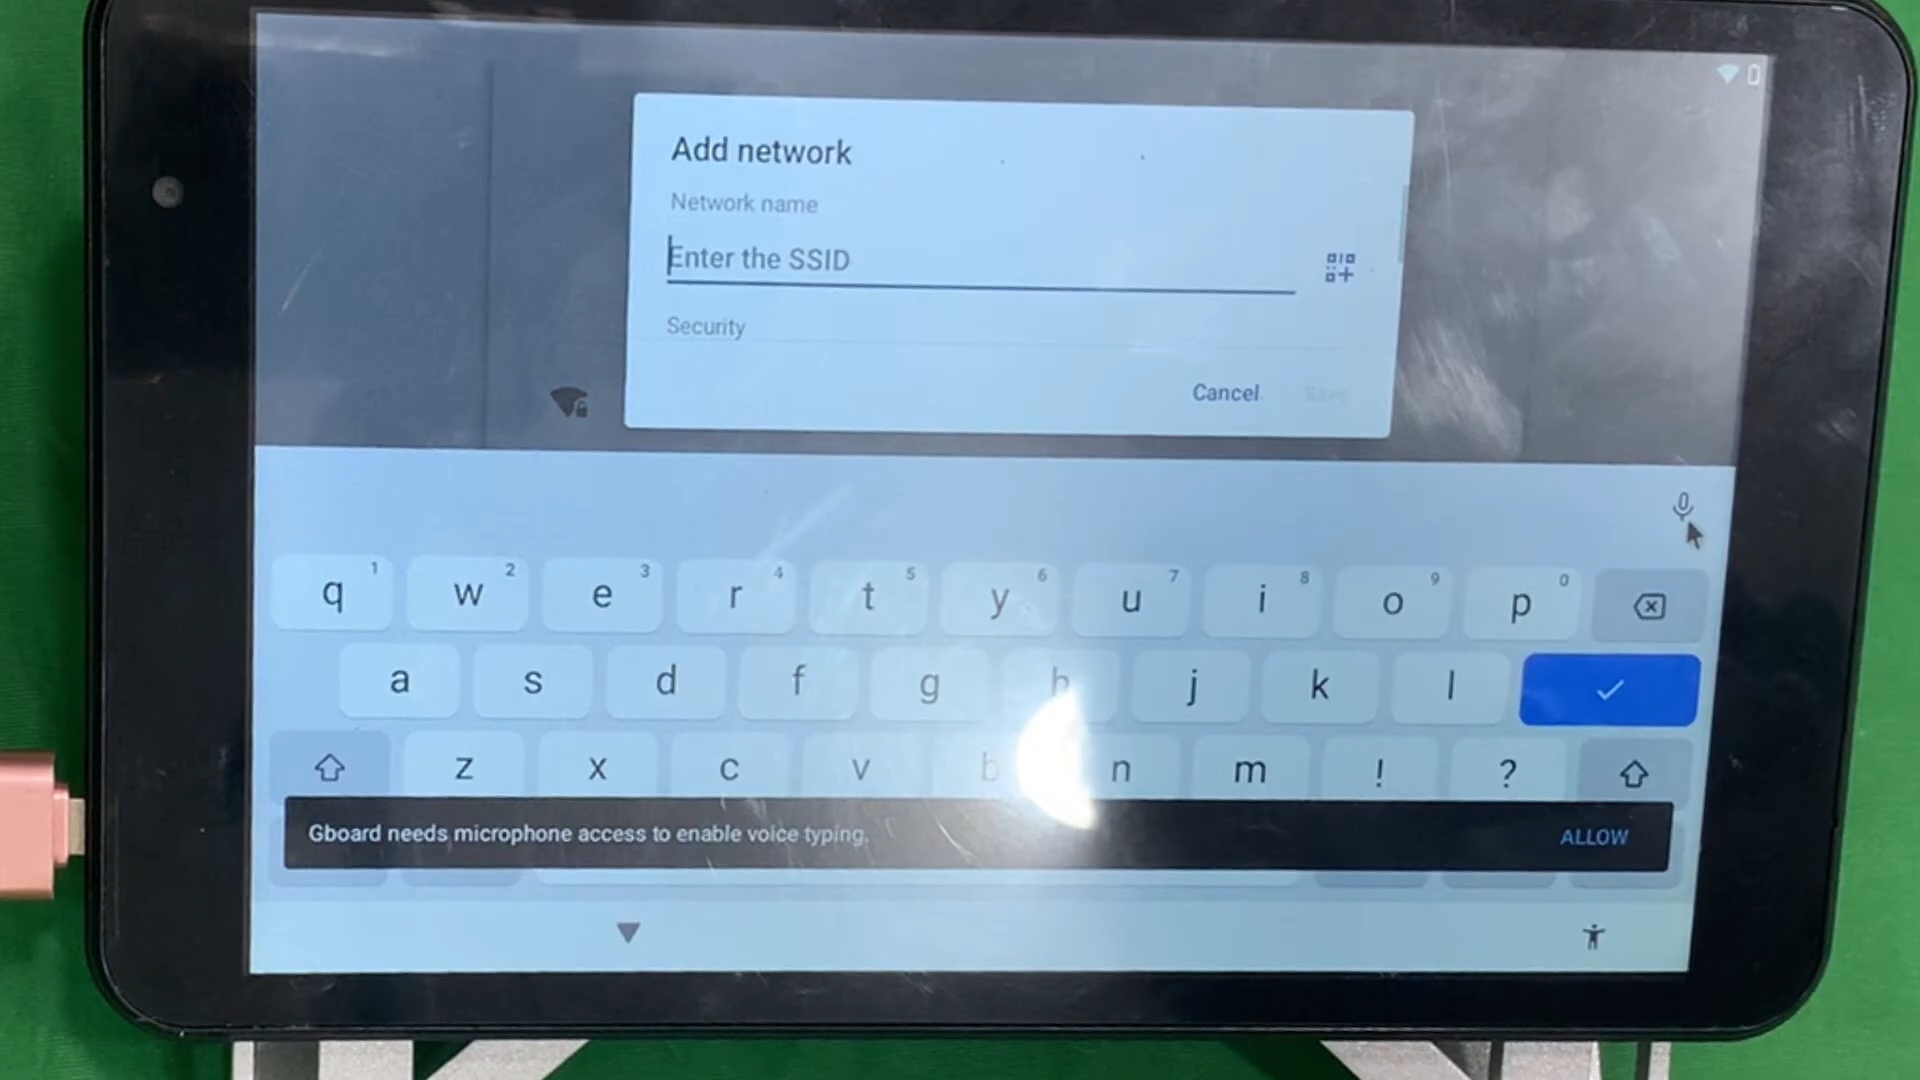 Add network
Network name
Enter the SSID
Security
Cancel Save
q 1 w 2 e 3 r 4 t 5 y 6 u 7 i 8 o 9 p 0
a s d f g h j k l
z x c v b n m ! ?
Gboard needs microphone access to enable voice typing. ALLOW